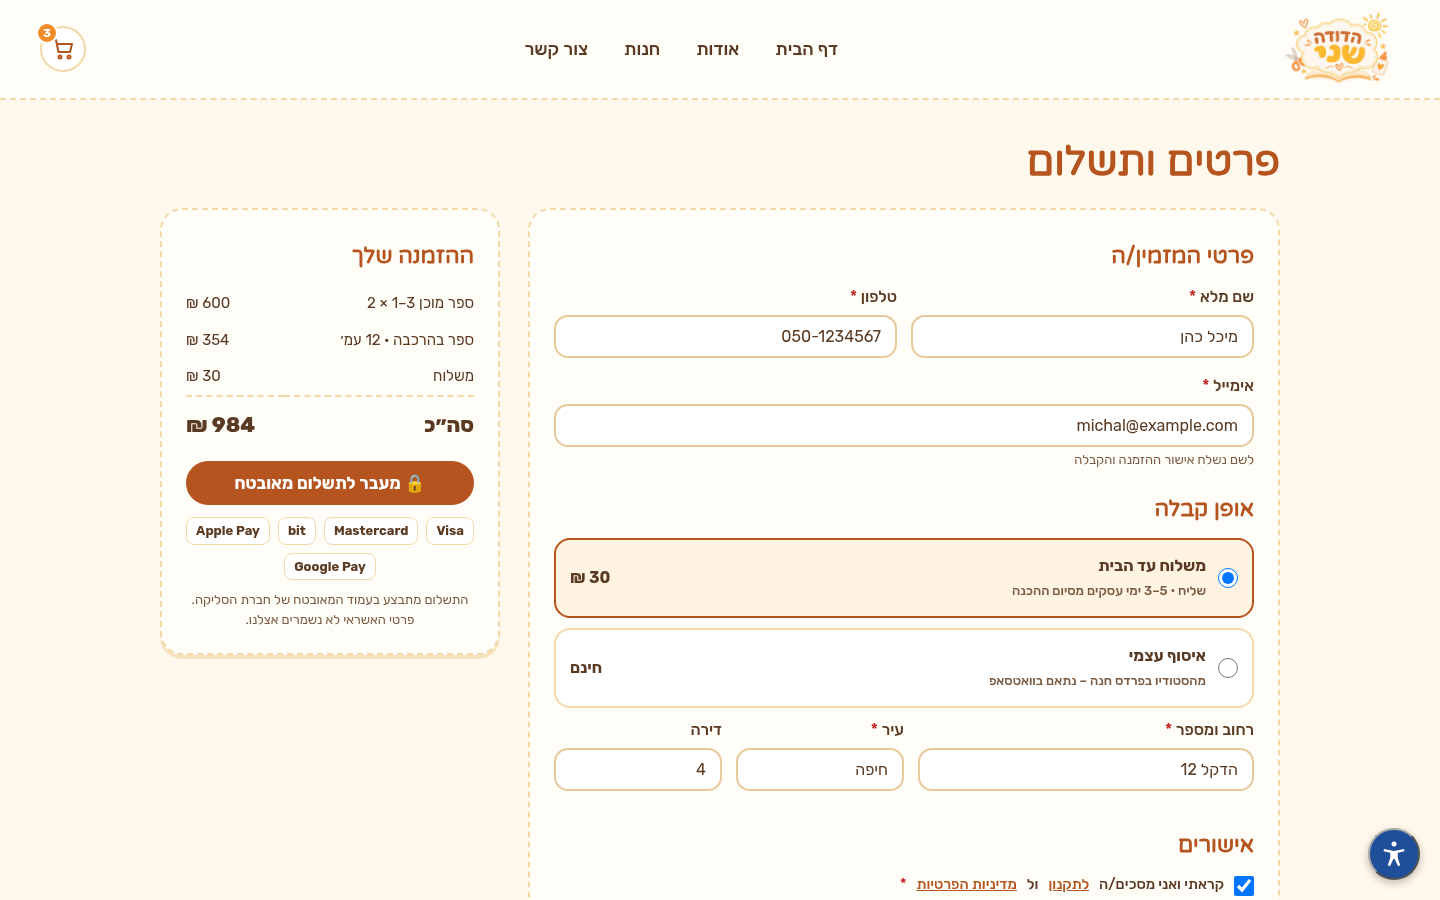 הדודה
שני
דף הבית
אודות
חנות
צור קשר
3
פרטים ותשלום
פרטי המזמין/ה
שם מלא *
טלפון *
מיכל כהן
050-1234567
אימייל *
michal@example.com
לשם נשלח אישור ההזמנה והקבלה
אופן קבלה
משלוח עד הבית
30 ₪
שליח • 3–5 ימי עסקים מסיום ההכנה
איסוף עצמי
חינם
מהסטודיו בפרדס חנה – נתאם בוואטסאפ
רחוב ומספר *
עיר *
דירה
הדקל 12
חיפה
4
אישורים
קראתי ואני מסכים/ה לתקנון ול מדיניות הפרטיות *
ההזמנה שלך
ספר מוכן 1–3 × 2
600 ₪
ספר בהרכבה • 12 עמ׳
354 ₪
משלוח
30 ₪
סה״כ
984 ₪
🔒 מעבר לתשלום מאובטח
Visa
Mastercard
bit
Apple Pay
Google Pay
התשלום מתבצע בעמוד המאובטח של חברת הסליקה.
פרטי האשראי לא נשמרים אצלנו.